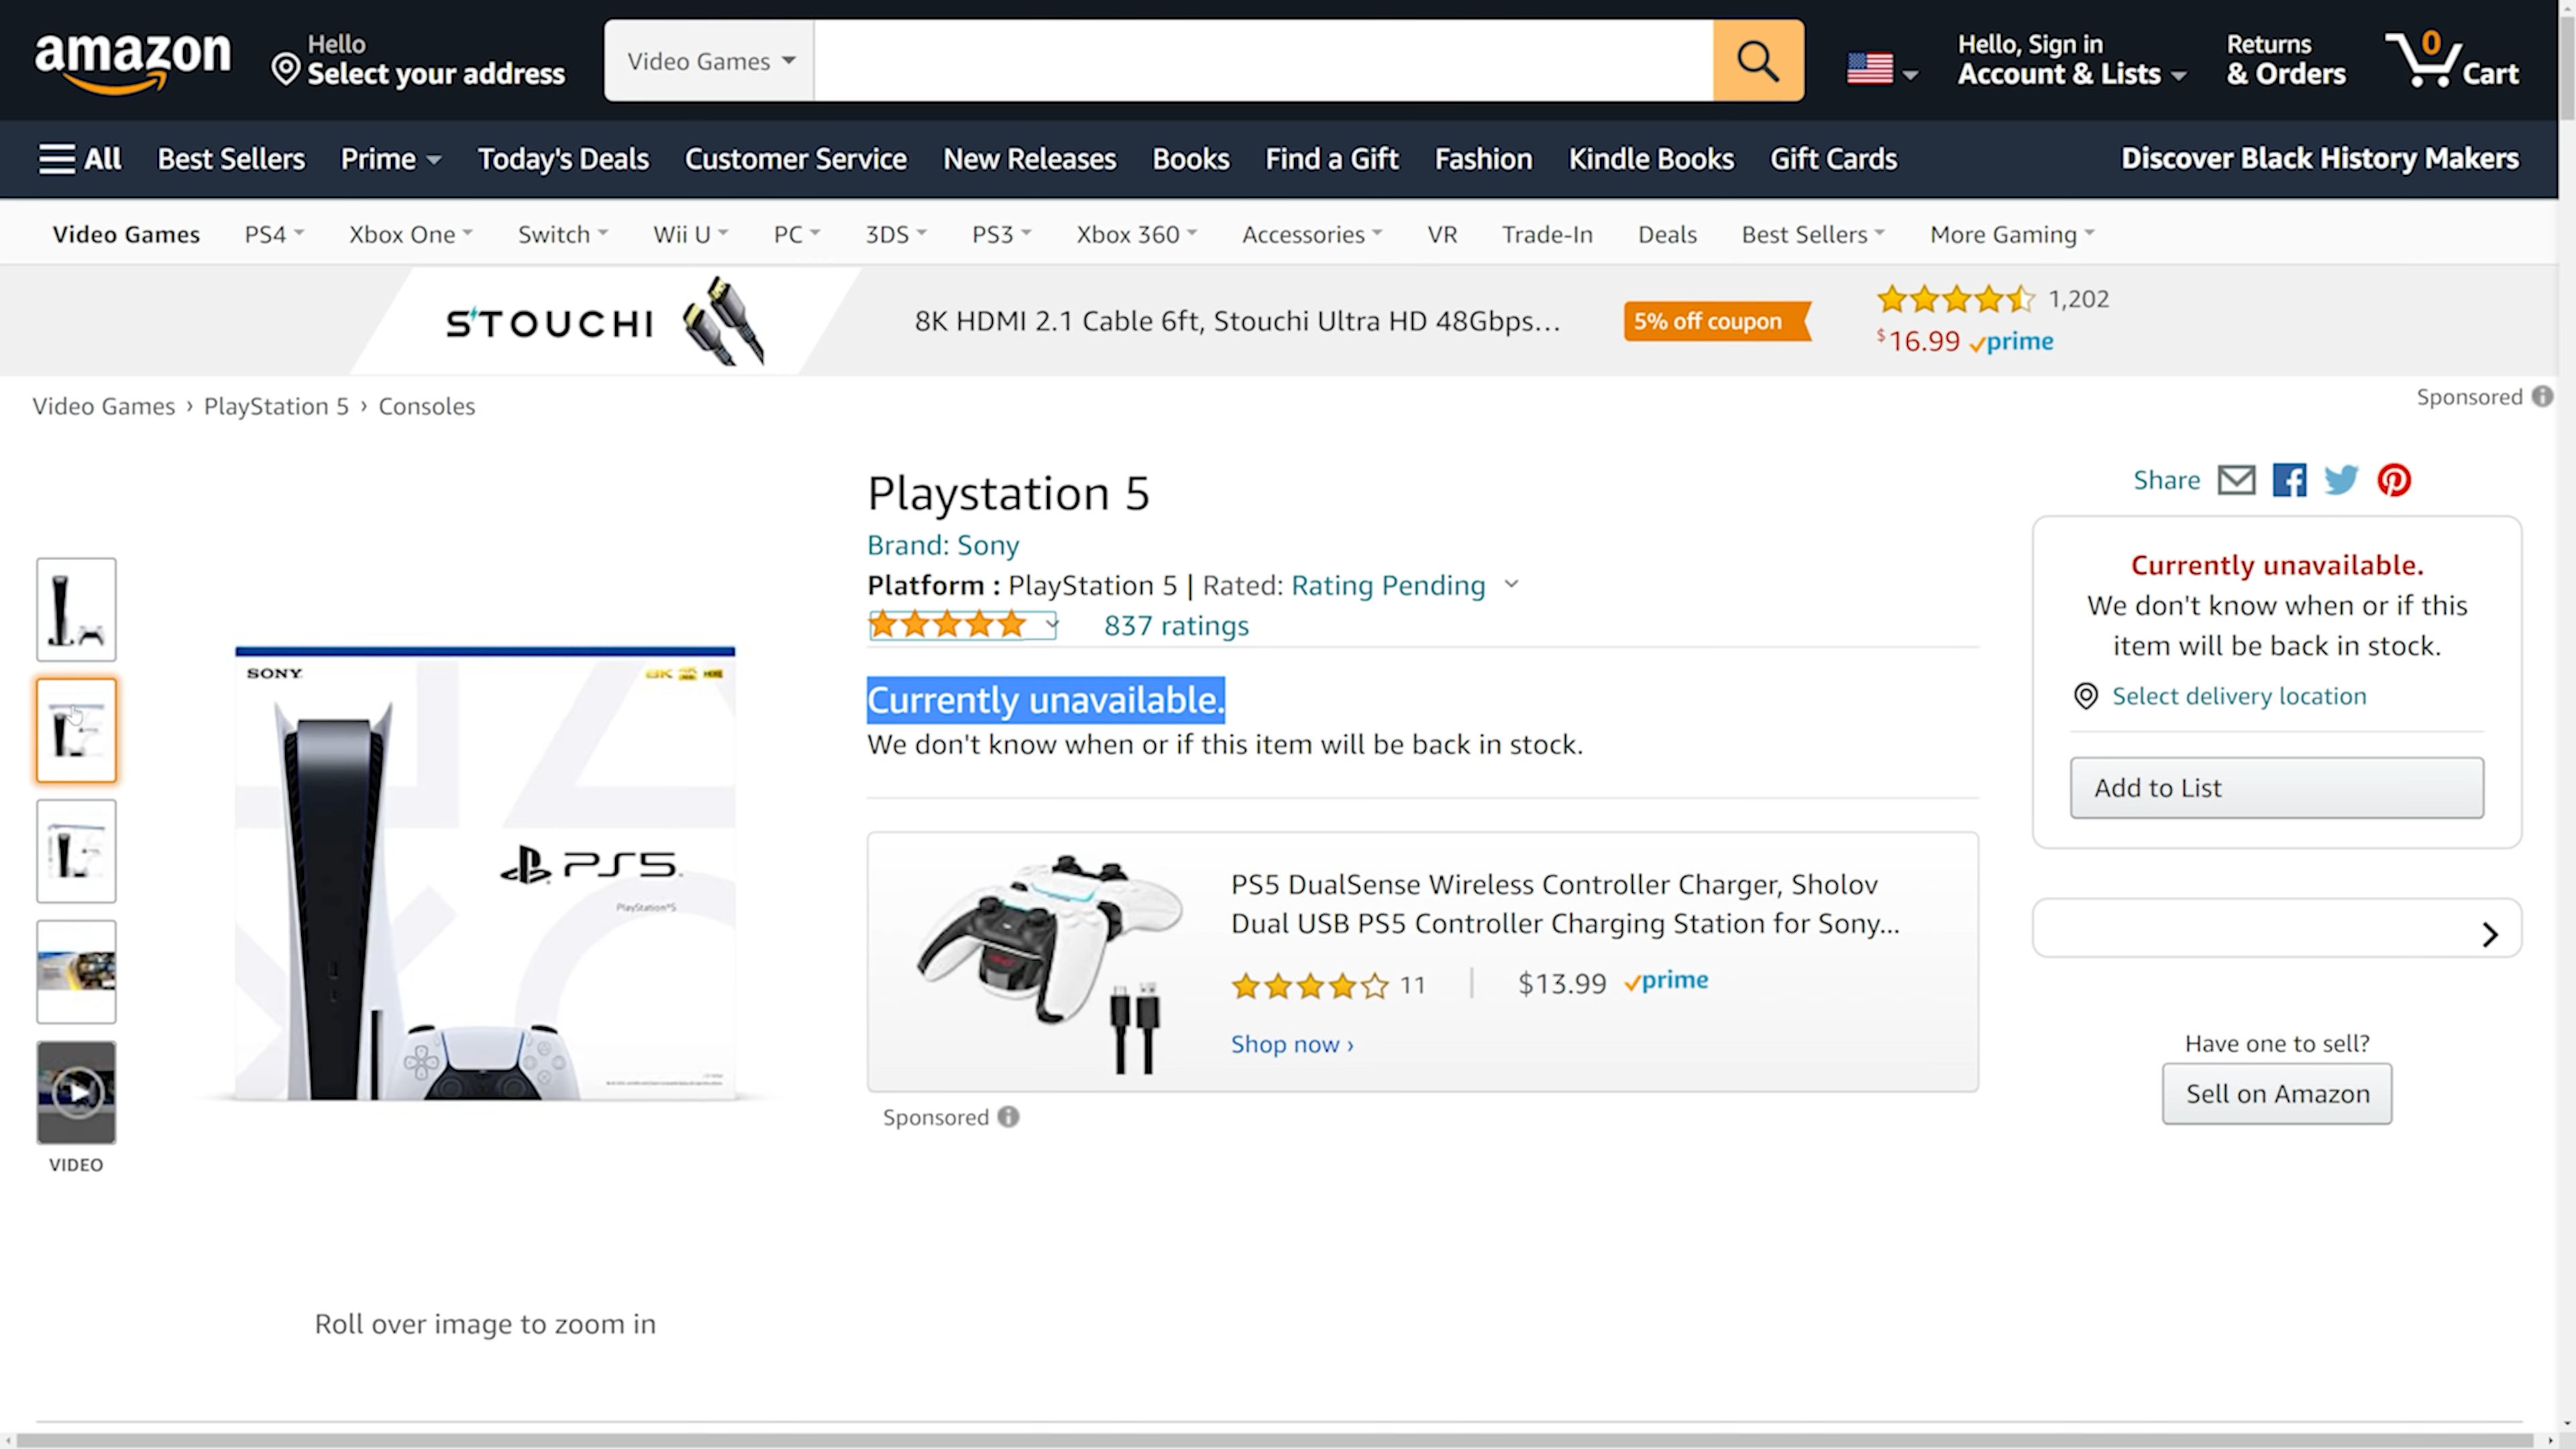 amazon
Hello
Select your address
Video Games
Hello, Sign in
Account & Lists
Returns
& Orders
0
Cart
All
Best Sellers
Prime
Today's Deals
Customer Service
New Releases
Books
Find a Gift
Fashion
Kindle Books
Gift Cards
Discover Black History Makers
Video Games
PS4
Xbox One
Switch
Wii U
PC
3DS
PS3
Xbox 360
Accessories
VR
Trade-In
Deals
Best Sellers
More Gaming
STOUCHI
8K HDMI 2.1 Cable 6ft, Stouchi Ultra HD 48Gbps...
5% off coupon
1,202
$16.99 prime
Sponsored
Video Games › PlayStation 5 › Consoles
Playstation 5
Brand: Sony
Platform : PlayStation 5 | Rated: Rating Pending
837 ratings
Currently unavailable.
We don't know when or if this item will be back in stock.
SONY
8K
PS5
PlayStation®5
VIDEO
Roll over image to zoom in
PS5 DualSense Wireless Controller Charger, Sholov
Dual USB PS5 Controller Charging Station for Sony...
11 | $13.99 prime
Shop now ›
Sponsored
Share
Currently unavailable.
We don't know when or if this
item will be back in stock.
Select delivery location
Add to List
Have one to sell?
Sell on Amazon